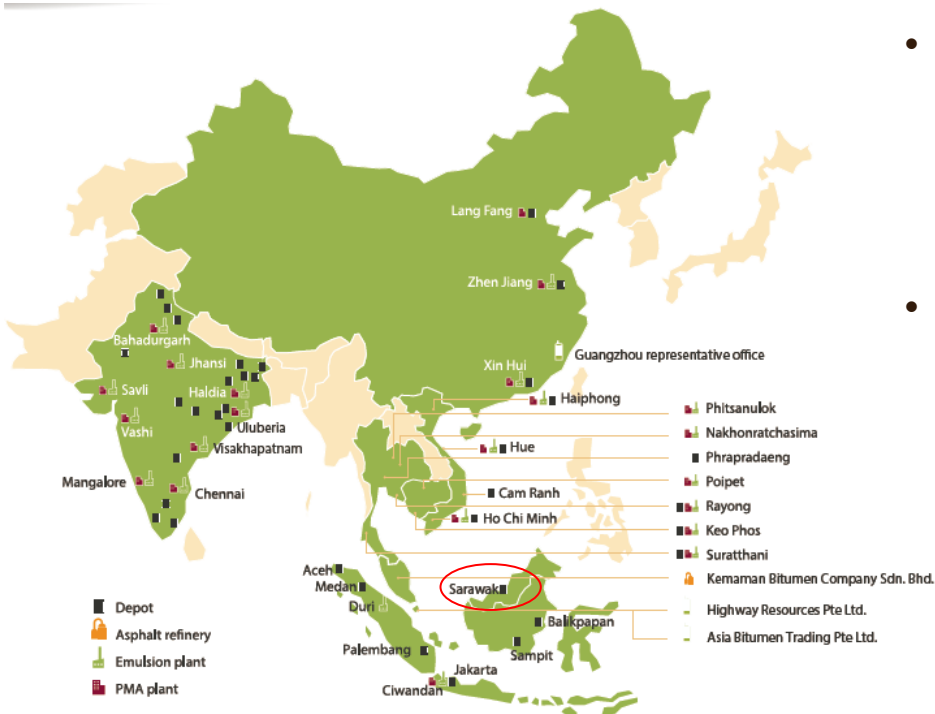 Lang Fang
Zhen Jiang
Guangzhou representative office
Xin Hui
Haiphong
Bahadurgarh
Jhansi
Savli
Haldia
Vashi
Uluberia
Visakhapatnam
Mangalore
Chennai
Hue
Cam Ranh
Ho Chi Minh
Phitsanulok
Nakhonratchasima
Phrapradaeng
Poipet
Rayong
Keo Phos
Suratthani
Kemaman Bitumen Company Sdn. Bhd.
Highway Resources Pte Ltd.
Asia Bitumen Trading Pte Ltd.
Aceh
Medan
Duri
Sarawak
Balikpapan
Palembang
Sampit
Jakarta
Ciwandan
Depot
Asphalt refinery
Emulsion plant
PMA plant